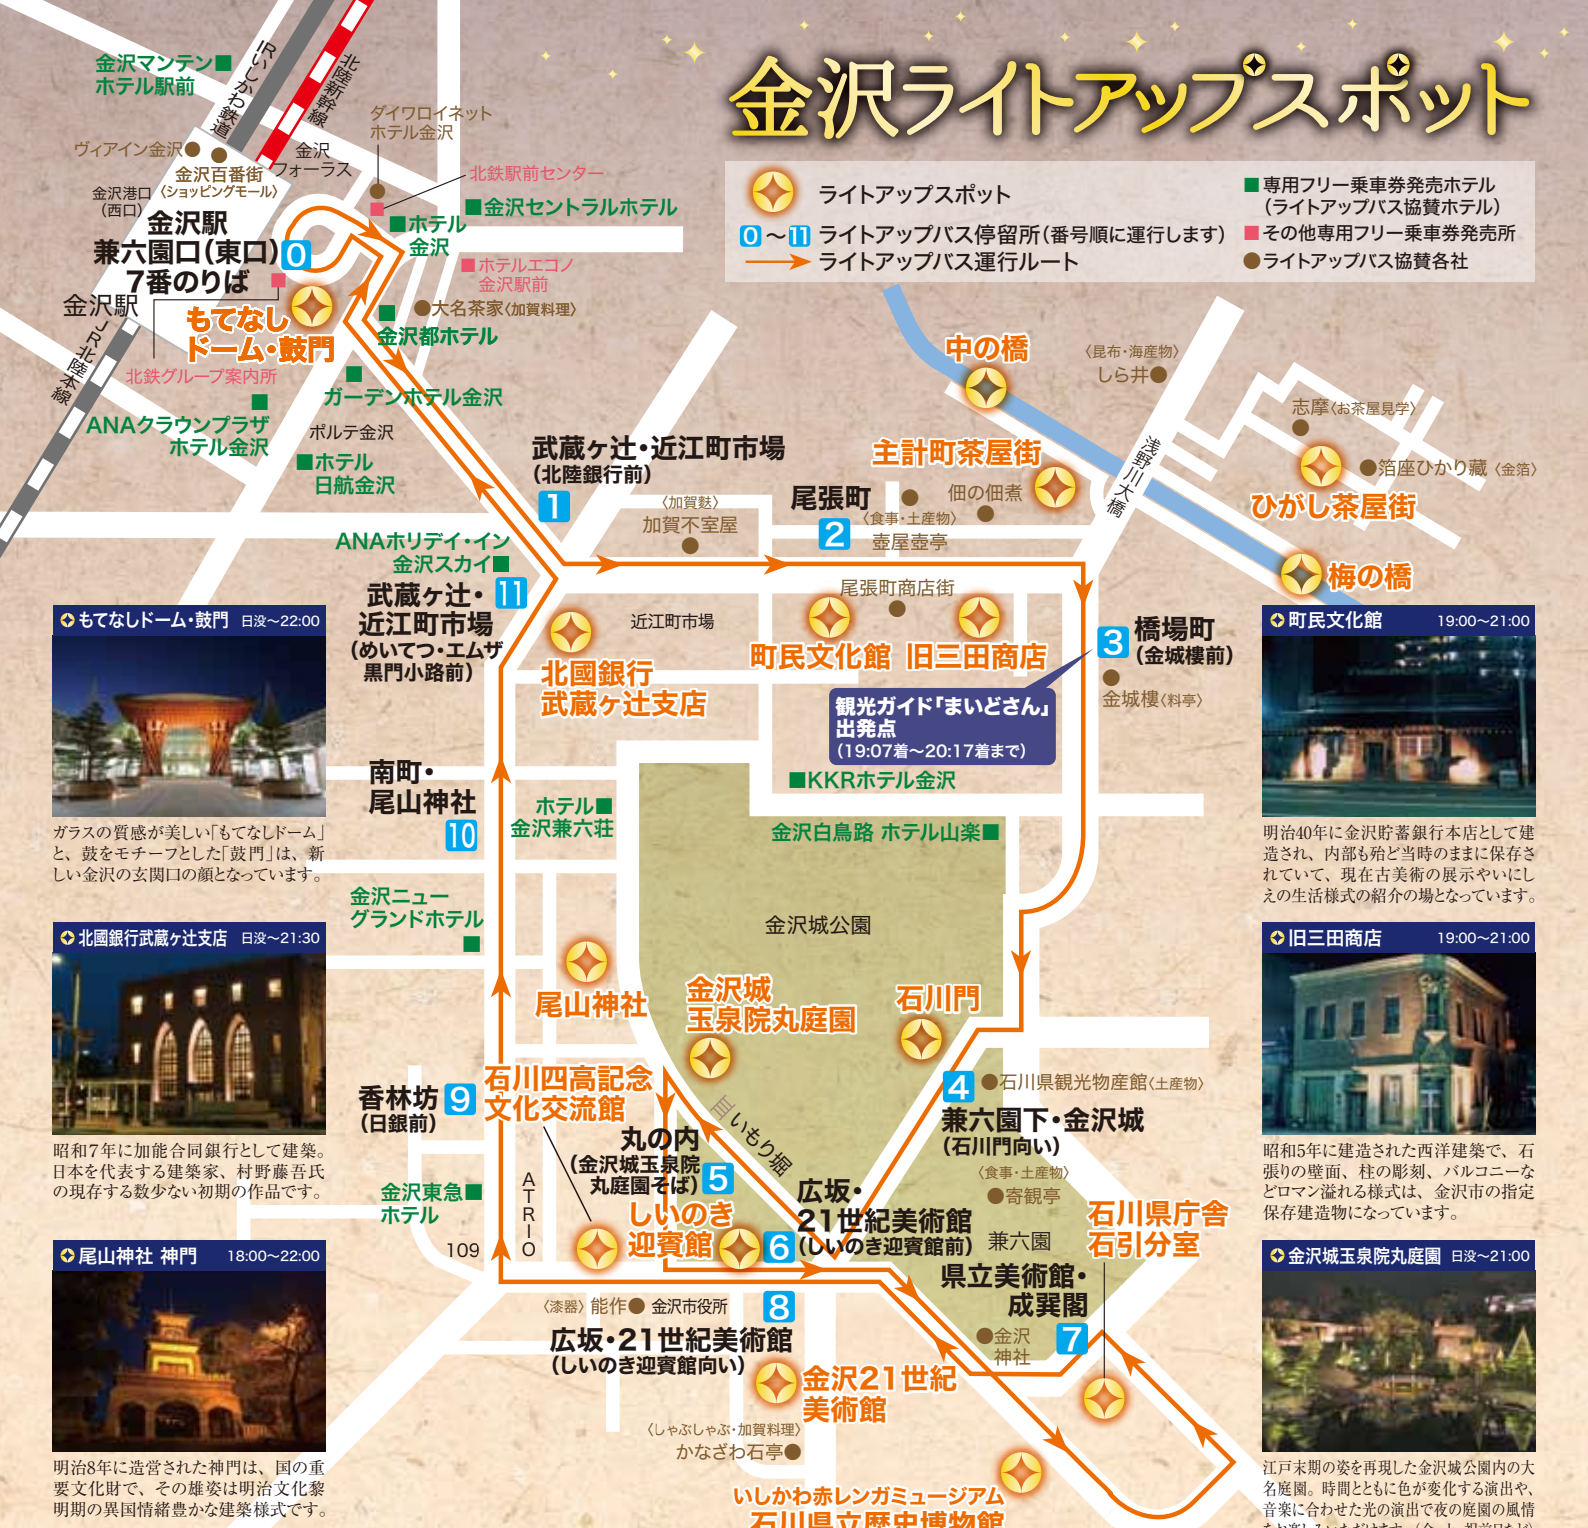 金沢ライトアップスポット
ライトアップスポット
0～11 ライトアップバス停留所(番号順に運行します)
ライトアップバス運行ルート
■専用フリー乗車券発売ホテル
(ライトアップバス協賛ホテル)
■その他専用フリー乗車券発売所
●ライトアップバス協賛各社
金沢マンテン■
ホテル駅前
IRいしかわ鉄道
北陸新幹線
ダイワロイネット
ホテル金沢
ヴィアイン金沢●
金沢百番街
〈ショッピングモール〉
金沢
フォーラス
北鉄駅前センター
金沢港口
(西口)
■金沢セントラルホテル
金沢駅
兼六園口(東口)
7番のりば
0
■ホテル
金沢
■ホテルエコノ
金沢駅前
金沢駅
もてなし
ドーム・鼓門
●大名茶家〈加賀料理〉
金沢都ホテル
JR北陸本線
北鉄グループ案内所
ガーデンホテル金沢
ANAクラウンプラザ
ホテル金沢
ポルテ金沢
■ホテル
日航金沢
中の橋
〈昆布・海産物〉
しら井●
志摩〈お茶屋見学〉
武蔵ヶ辻・近江町市場
(北陸銀行前)
1
主計町茶屋街
浅野川大橋
●箔座ひかり藏〈金箔〉
ひがし茶屋街
〈加賀麩〉
加賀不室屋
尾張町
2
佃の佃煮
〈食事・土産物〉
壺屋壺亭
ANAホリデイ・イン
金沢スカイ■
梅の橋
武蔵ヶ辻・
近江町市場
(めいてつ・エムザ
黒門小路前)
11
近江町市場
尾張町商店街
北國銀行
武蔵ヶ辻支店
町民文化館
旧三田商店
3
橋場町
(金城樓前)
金城樓〈料亭〉
観光ガイド「まいどさん」
出発点
(19:07着～20:17着まで)
■KKRホテル金沢
南町・
尾山神社
10
ホテル■
金沢兼六荘
金沢白鳥路 ホテル山楽■
金沢ニュー
グランドホテル
金沢城公園
尾山神社
金沢城
玉泉院丸庭園
石川門
香林坊
(日銀前)
9
石川四高記念
文化交流館
4
●石川県観光物産館〈土産物〉
兼六園下・金沢城
(石川門向い)
いもり堀
丸の内
(金沢城玉泉院
丸庭園そば)
5
〈食事・土産物〉
●寄観亭
金沢東急■
ホテル
ATRIO
109
しいのき
迎賓館
6
広坂・
21世紀美術館
(しいのき迎賓館前)
兼六園
石川県庁舎
石引分室
県立美術館・
成巽閣
7
〈漆器〉能作●
金沢市役所
8
広坂・21世紀美術館
(しいのき迎賓館向い)
●金沢
神社
金沢21世紀
美術館
〈しゃぶしゃぶ・加賀料理〉
かなざわ石亭●
いしかわ赤レンガミュージアム
石川県立歴史博物館
もてなしドーム・鼓門 日没～22:00
ガラスの質感が美しい「もてなしドーム」
と、鼓をモチーフとした「鼓門」は、新
しい金沢の玄関口の顔となっています。
北國銀行武蔵ヶ辻支店 日没～21:30
昭和7年に加能合同銀行として建築。
日本を代表する建築家、村野藤吾氏
の現存する数少ない初期の作品です。
尾山神社 神門 18:00～22:00
明治8年に造営された神門は、国の重
要文化財で、その雄姿は明治文化黎
明期の異国情緒豊かな建築様式です。
町民文化館 19:00～21:00
明治40年に金沢貯蓄銀行本店として建
造され、内部も殆ど当時のままに保存さ
れていて、現在古美術の展示やいにし
えの生活様式の紹介の場となっています。
旧三田商店 19:00～21:00
昭和5年に建造された西洋建築で、石
張りの壁面、柱の彫刻、バルコニーな
どロマン溢れる様式は、金沢市の指定
保存建造物になっています。
金沢城玉泉院丸庭園 日没～21:00
江戸末期の姿を再現した金沢城公園内の大
名庭園。時間とともに色が変化する演出や、
音楽に合わせた光の演出で夜の庭園の風情